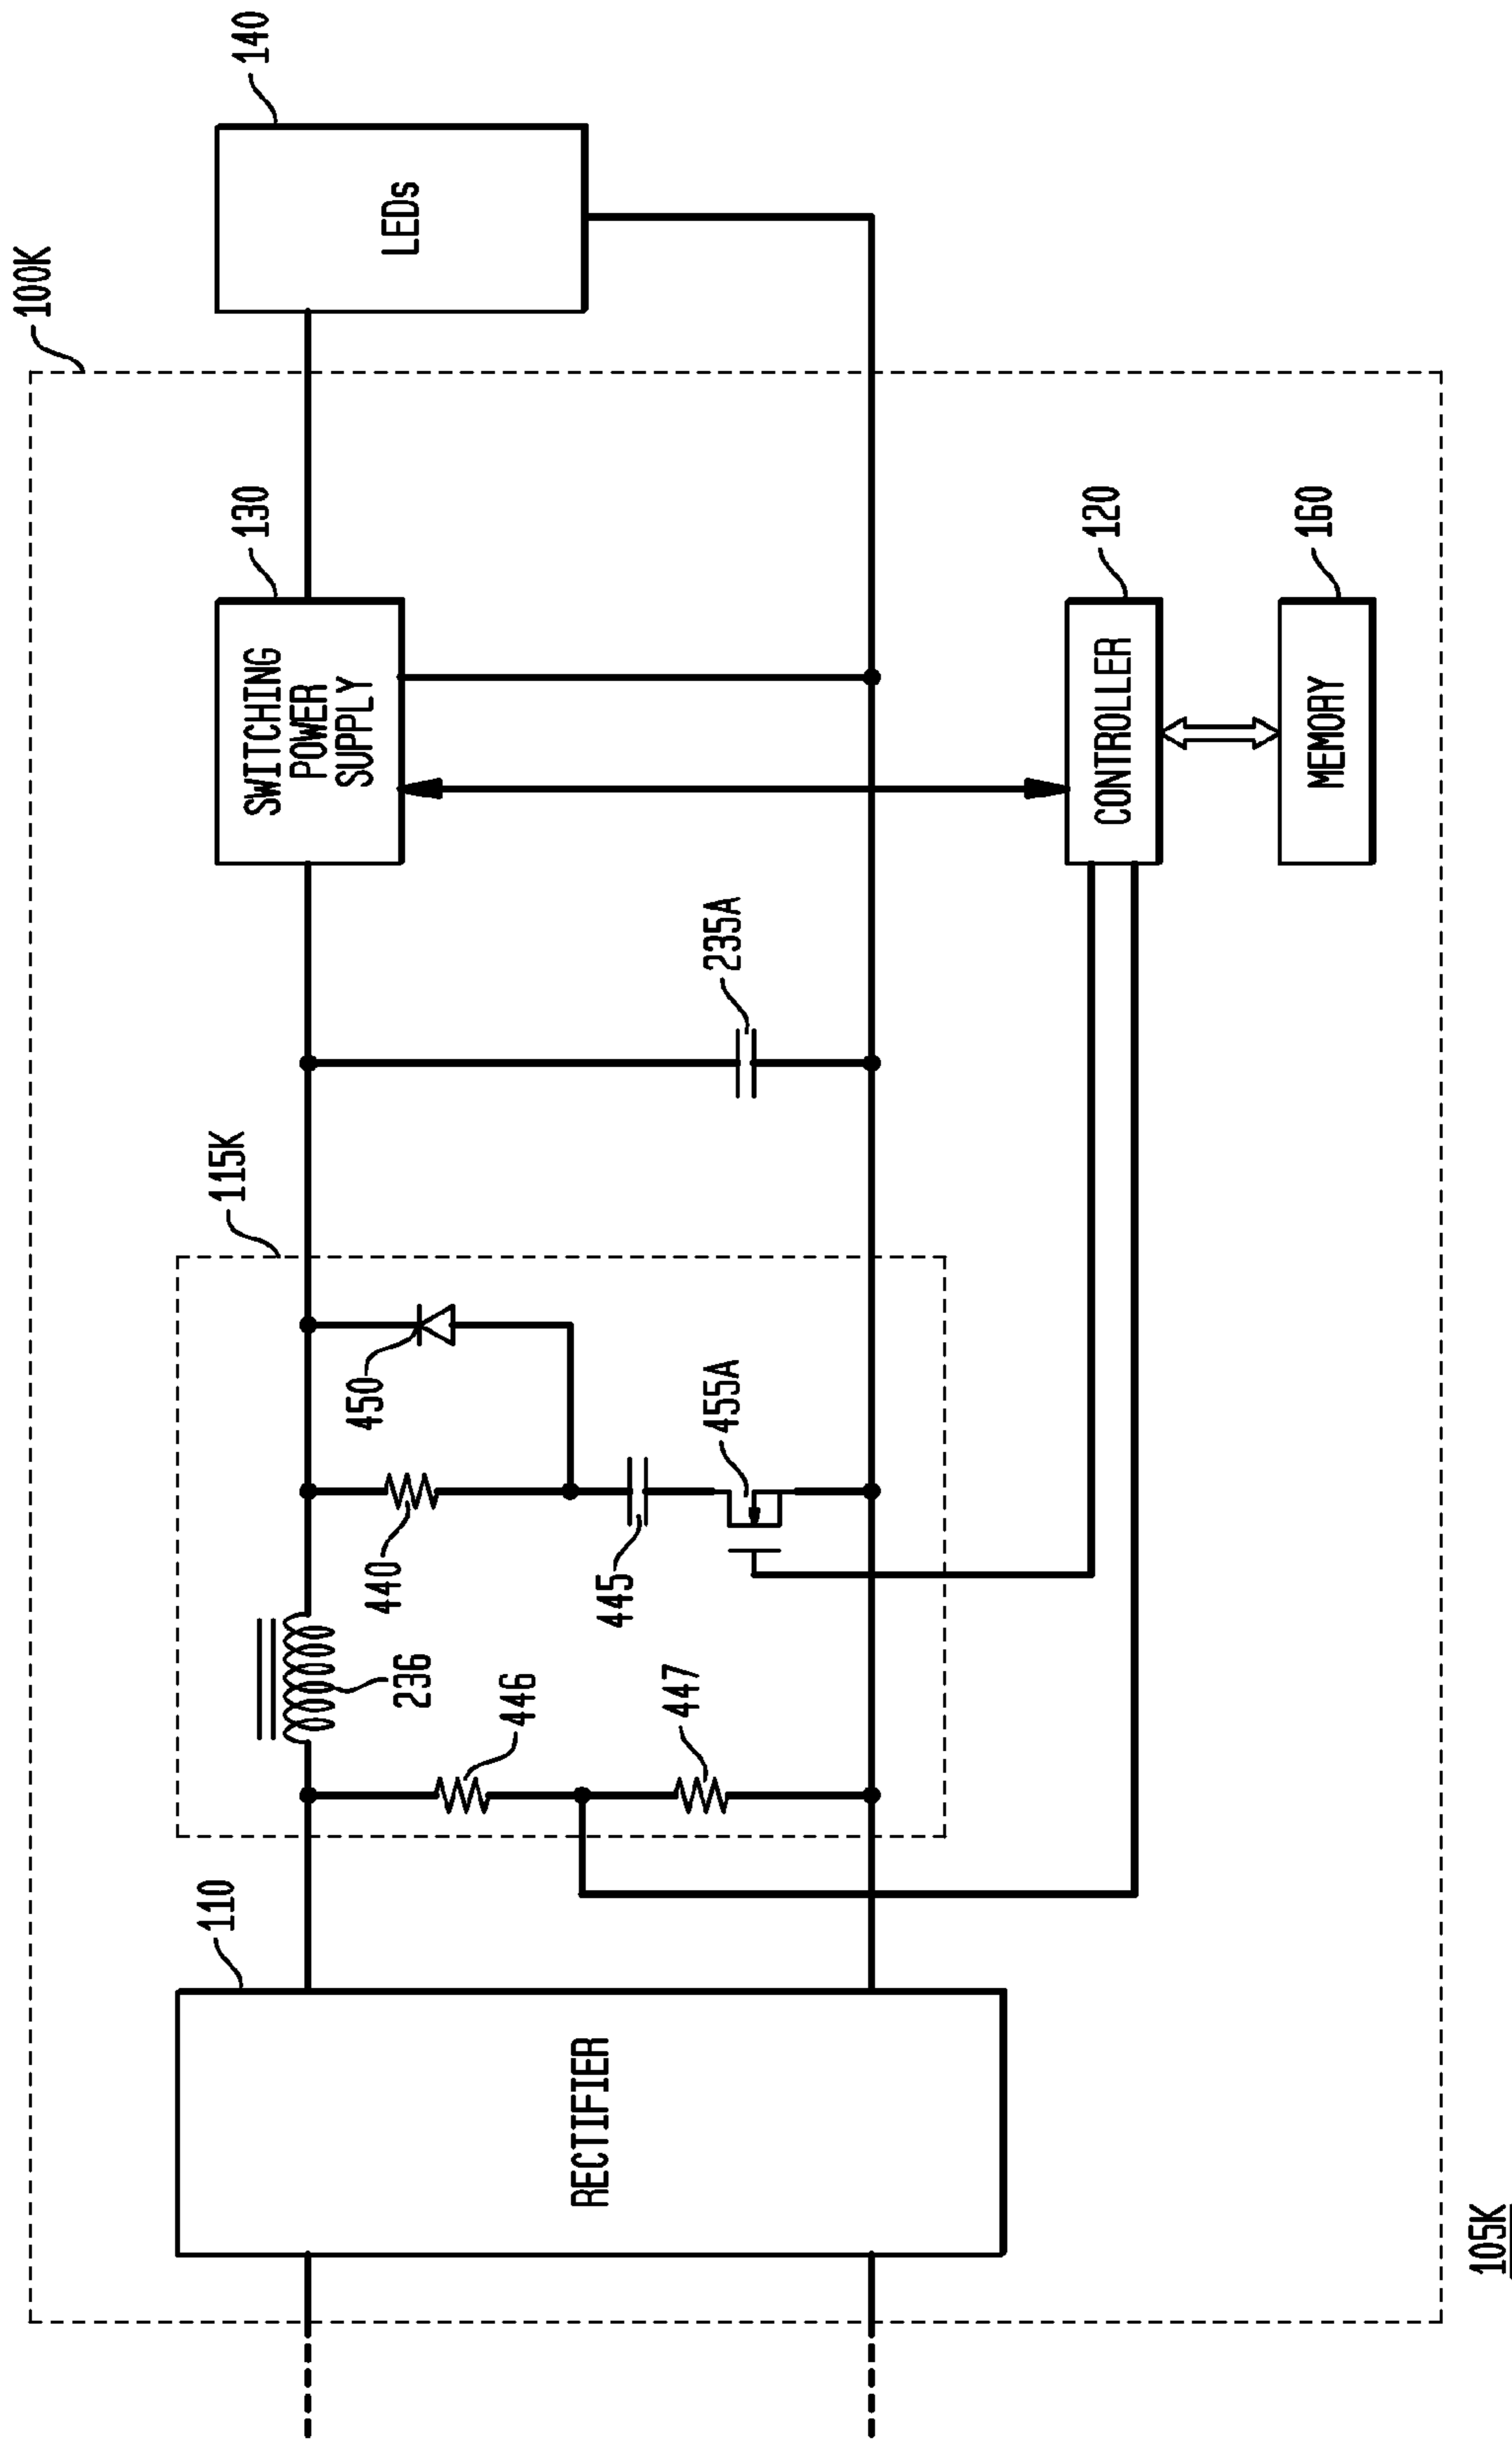 100K
140
130
115K
110
LEDs
SWITCHING
POWER
SUPPLY
450
440
236
446
445
447
455A
235A
RECTIFIER
120
CONTROLLER
160
MEMORY
105K